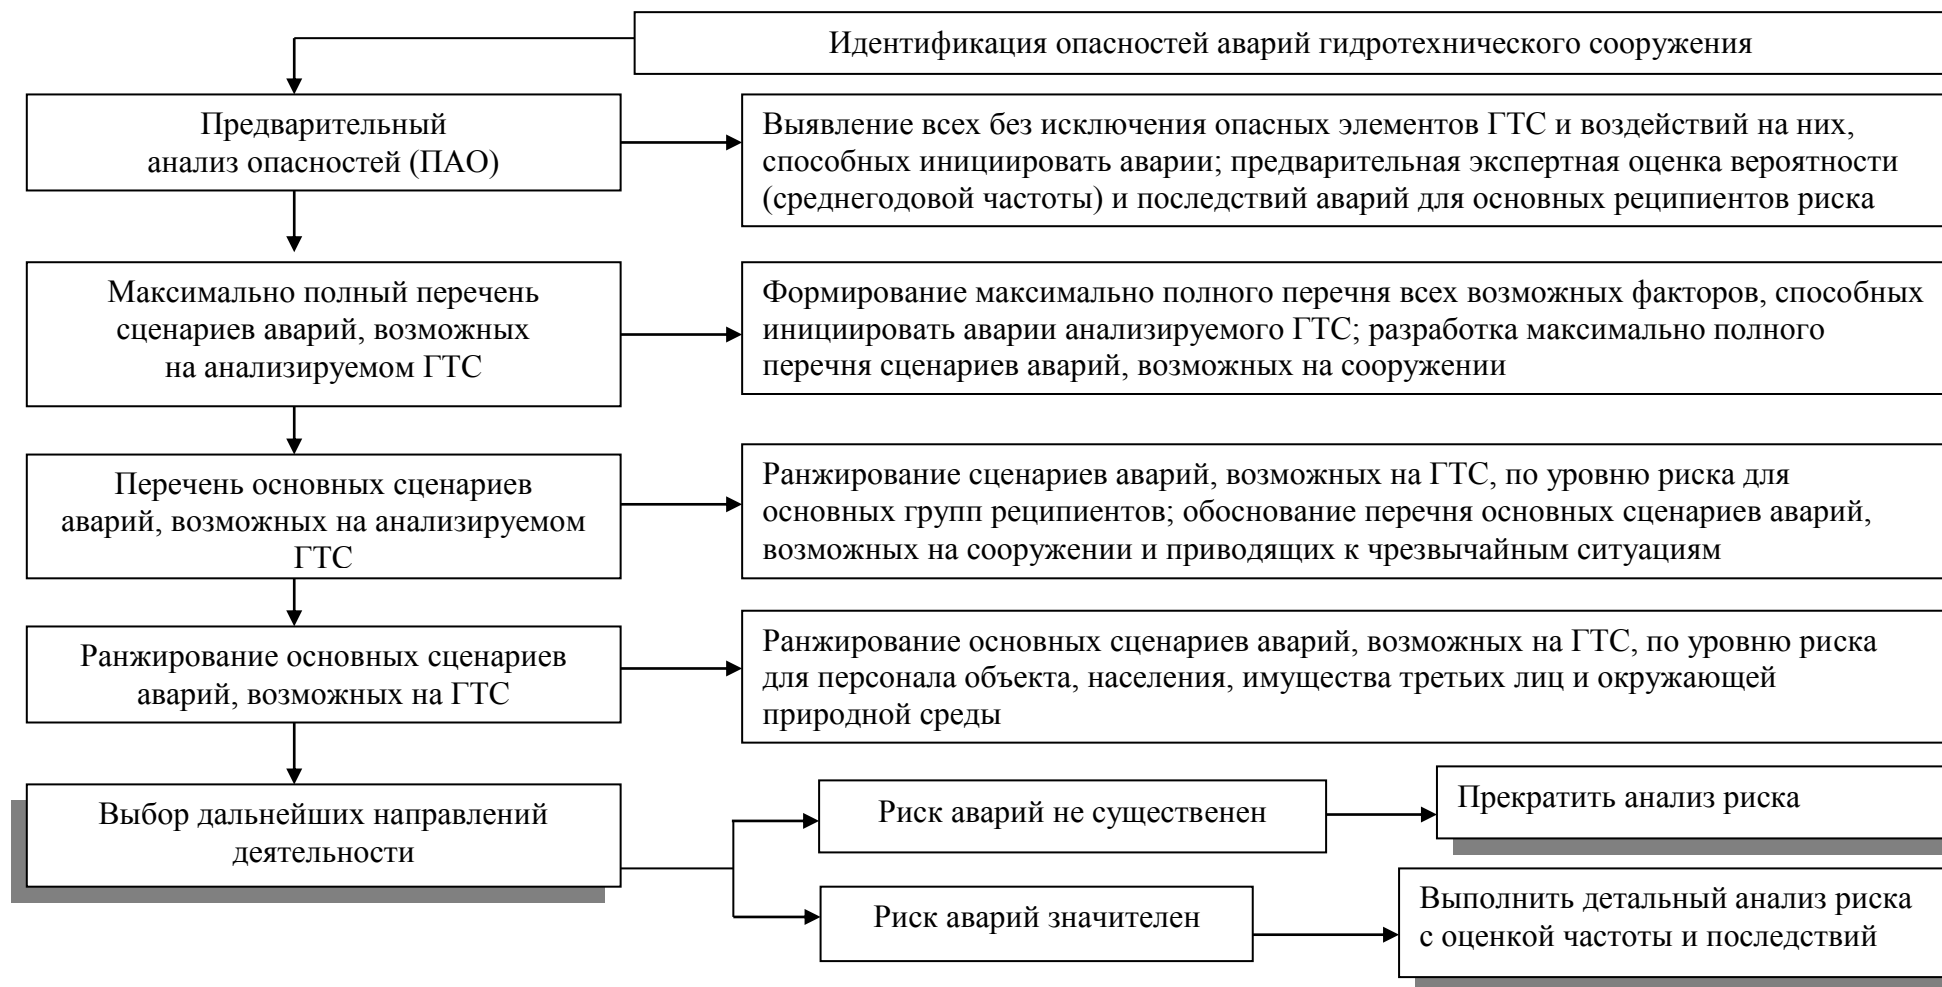 Идентификация опасностей аварий гидротехнического сооружения
Предварительный
анализ опасностей (ПАО)
Выявление всех без исключения опасных элементов ГТС и воздействий на них,
способных инициировать аварии; предварительная экспертная оценка вероятности
(среднегодовой частоты) и последствий аварий для основных реципиентов риска
Максимально полный перечень
сценариев аварий, возможных
на анализируемом ГТС
Формирование максимально полного перечня всех возможных факторов, способных
инициировать аварии анализируемого ГТС; разработка максимально полного
перечня сценариев аварий, возможных на сооружении
Перечень основных сценариев
аварий, возможных на анализируемом
ГТС
Ранжирование сценариев аварий, возможных на ГТС, по уровню риска для
основных групп реципиентов; обоснование перечня основных сценариев аварий,
возможных на сооружении и приводящих к чрезвычайным ситуациям
Ранжирование основных сценариев
аварий, возможных на ГТС
Ранжирование основных сценариев аварий, возможных на ГТС, по уровню риска
для персонала объекта, населения, имущества третьих лиц и окружающей
природной среды
Выбор дальнейших направлений
деятельности
Риск аварий не существенен
Прекратить анализ риска
Риск аварий значителен
Выполнить детальный анализ риска
с оценкой частоты и последствий